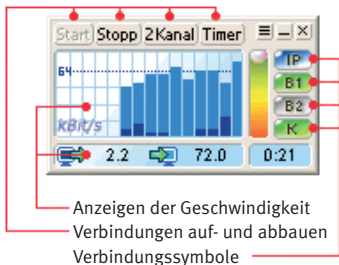 Start Stopp 2Kanal Timer
64
IP
B1
B2
K
kBit/s
2.2 72.0 0:21
Anzeigen der Geschwindigkeit
Verbindungen auf- und abbauen
Verbindungssymbole